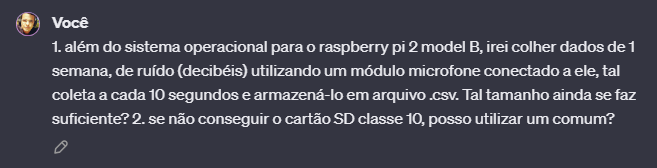 Você
1. além do sistema operacional para o raspberry pi 2 model B, irei colher dados de 1
semana, de ruído (decibéis) utilizando um módulo microfone conectado a ele, tal
coleta a cada 10 segundos e armazená-lo em arquivo .csv. Tal tamanho ainda se faz
suficiente? 2. se não conseguir o cartão SD classe 10, posso utilizar um comum?